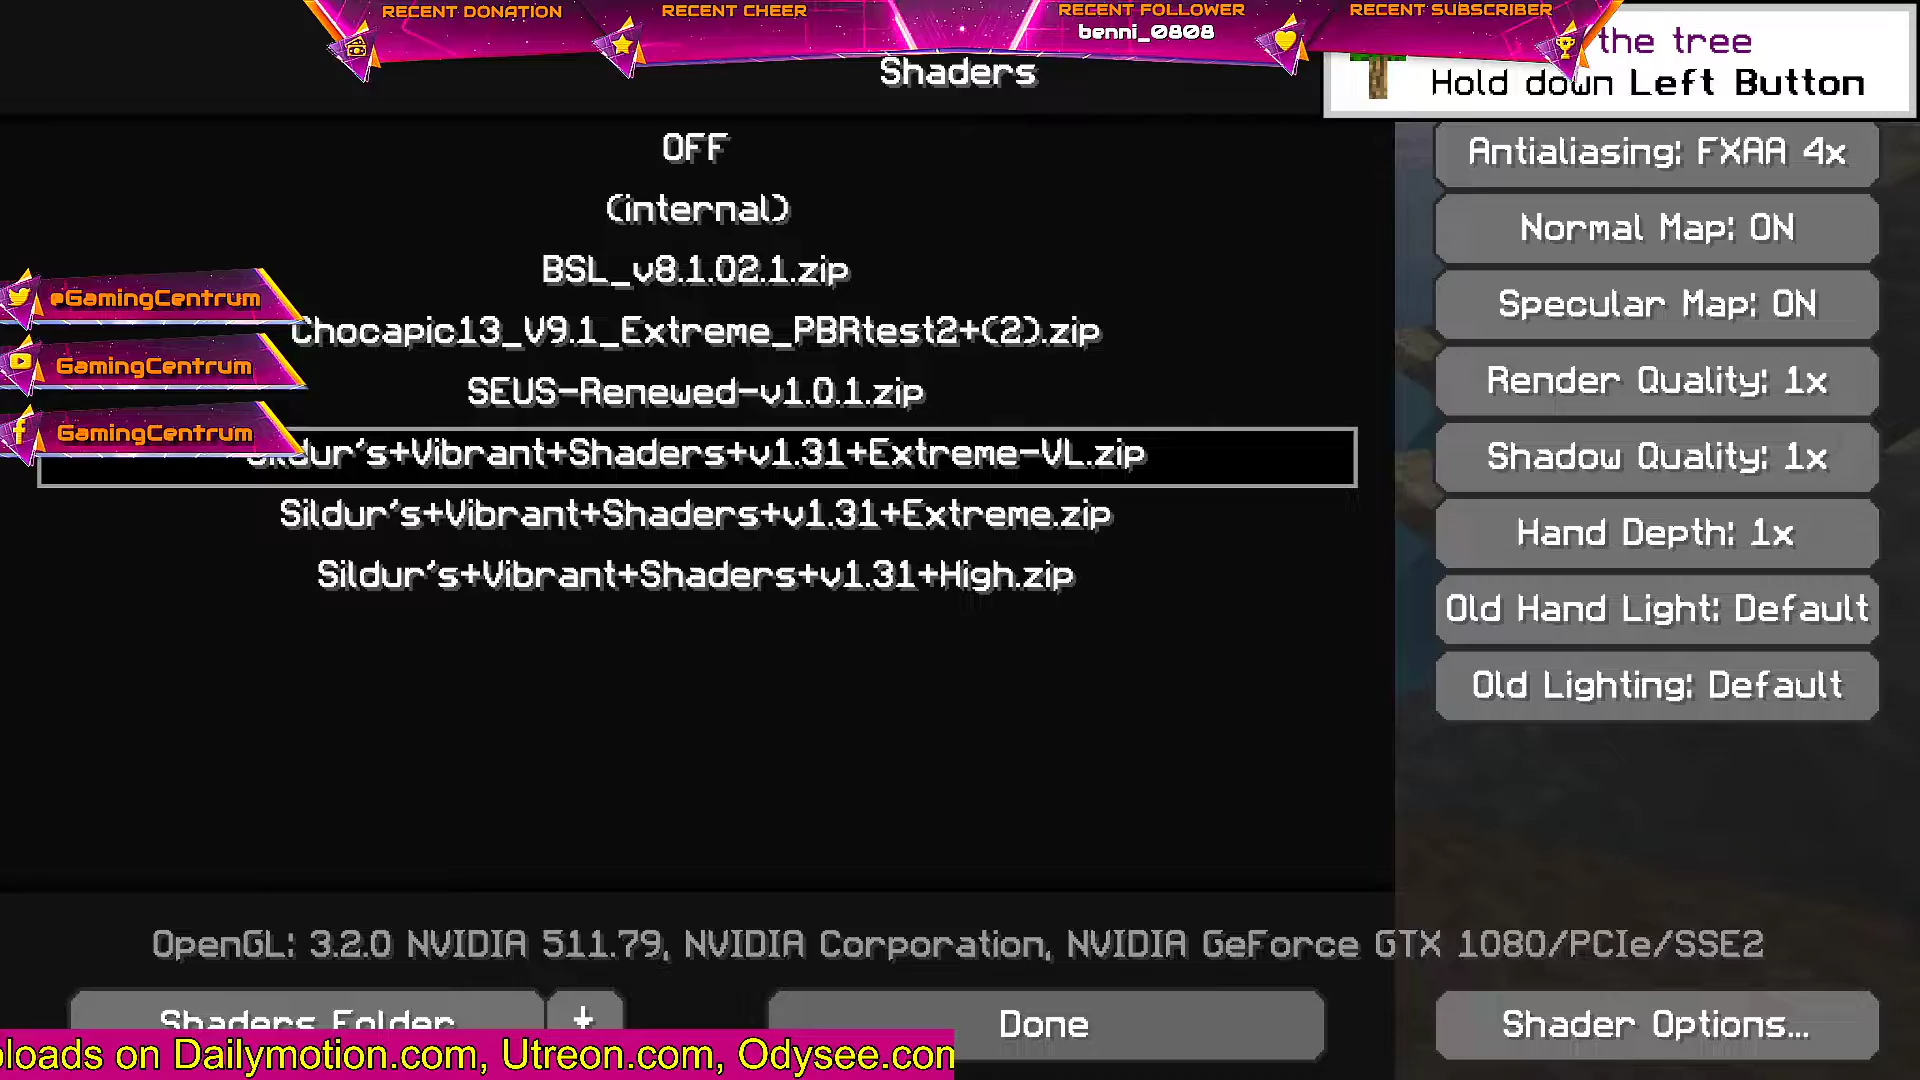 RECENT DONATION
RECENT CHEER
RECENT FOLLOWER
benni_0808
RECENT SUBSCRIBER
the tree
Hold down Left Button
Shaders
OFF
(internal)
BSL_v8.1.02.1.zip
Chocapic13_V9.1_Extreme_PBRtest2+(2).zip
SEUS-Renewed-v1.0.1.zip
Sildur's+Vibrant+Shaders+v1.31+Extreme-VL.zip
Sildur's+Vibrant+Shaders+v1.31+Extreme.zip
Sildur's+Vibrant+Shaders+v1.31+High.zip
@GamingCentrum
GamingCentrum
GamingCentrum
Antialiasing: FXAA 4x
Normal Map: ON
Specular Map: ON
Render Quality: 1x
Shadow Quality: 1x
Hand Depth: 1x
Old Hand Light: Default
Old Lighting: Default
OpenGL: 3.2.0 NVIDIA 511.79, NVIDIA Corporation, NVIDIA GeForce GTX 1080/PCIe/SSE2
Shaders Folder
Done
Shader Options...
ploads on Dailymotion.com, Utreon.com, Odysee.com